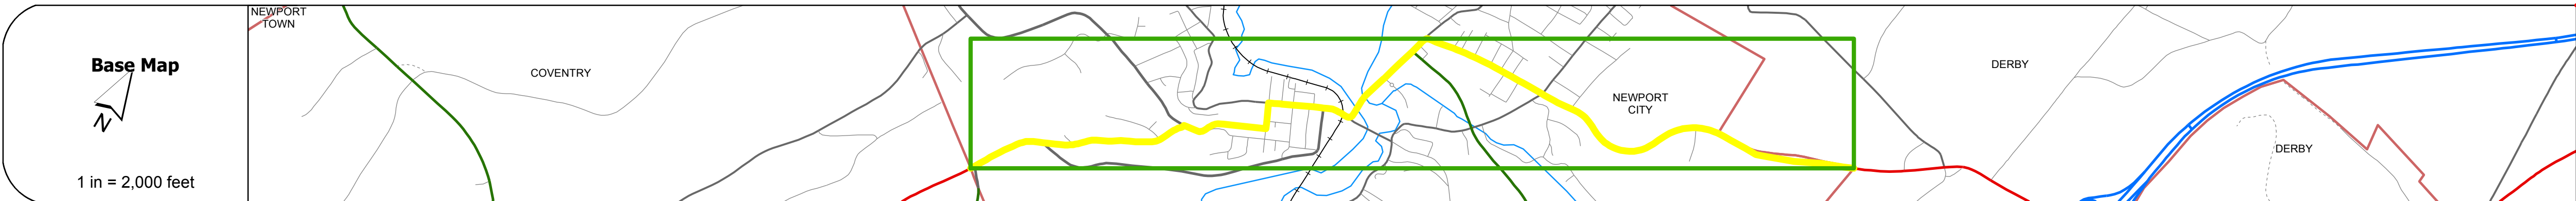 NEWPORT
TOWN
Base Map
N
1 in = 2,000 feet
COVENTRY
NEWPORT
CITY
DERBY
DERBY